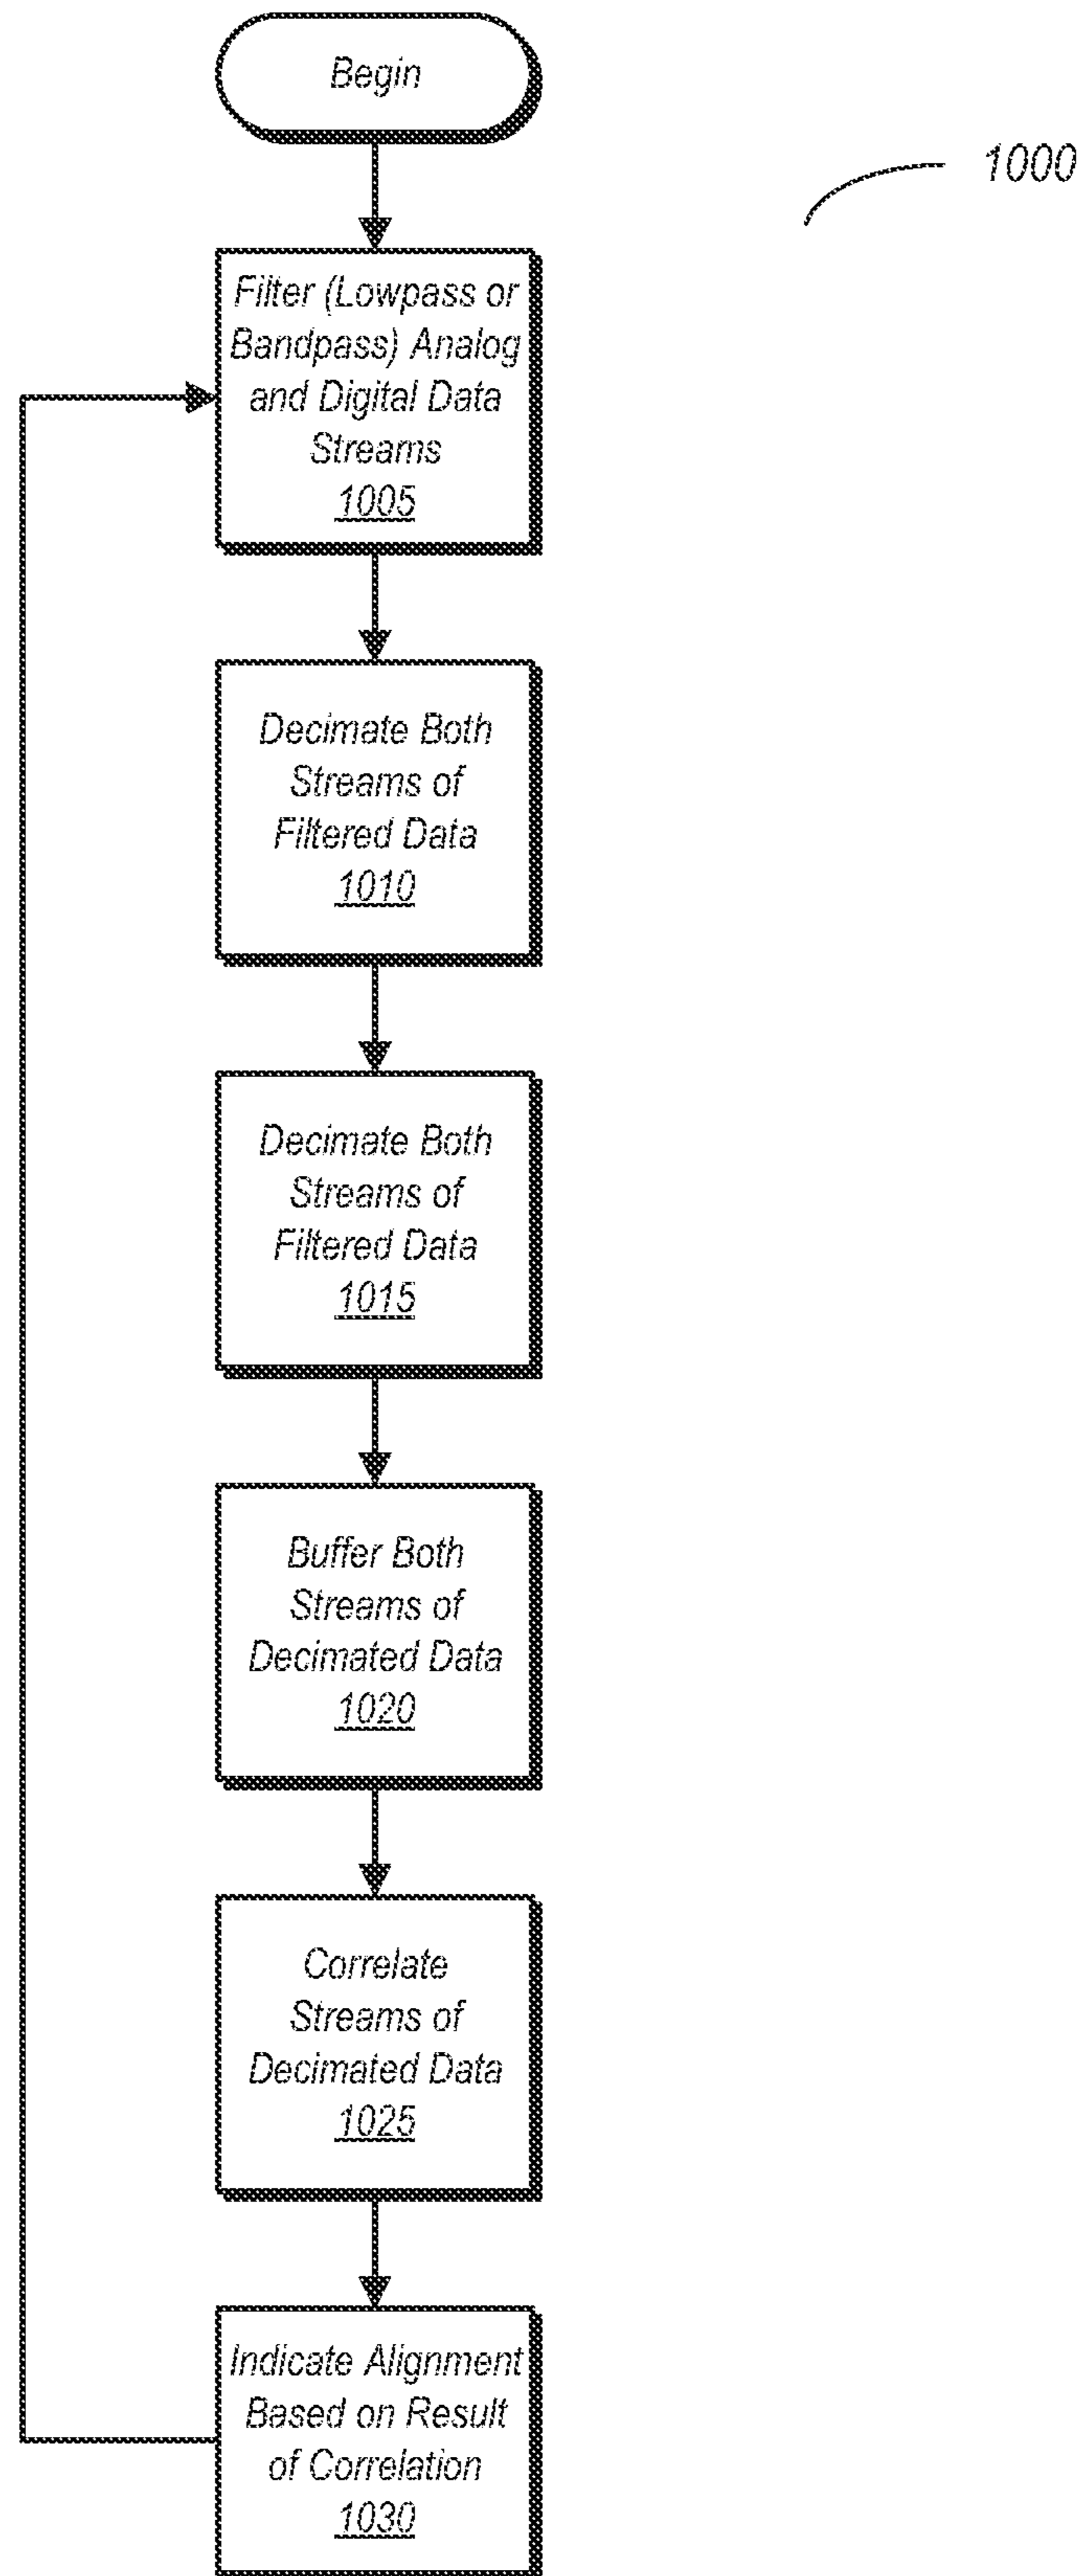 Begin
1000
Filter (Lowpass or
Bandpass) Analog
and Digital Data
Streams
1005
Decimate Both
Streams of
Filtered Data
1010
Decimate Both
Streams of
Filtered Data
1015
Buffer Both
Streams of
Decimated Data
1020
Correlate
Streams of
Decimated Data
1025
Indicate Alignment
Based on Result
of Correlation
1030